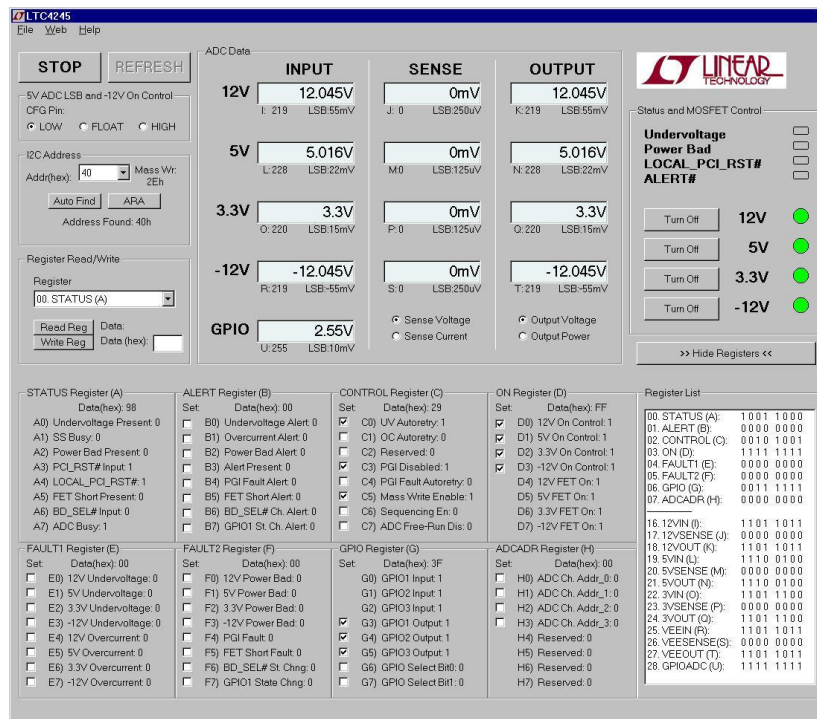 LTC4245
File Web Help
STOP REFRESH
5V ADC LSB and -12V On Control
CFG Pin:
LOW FLOAT HIGH
I2C Address
Addr(hex): 40 Mass Wr: 2Eh
Auto Find ARA
Address Found: 40h
Register Read/Write
Register
00. STATUS (A)
Read Reg Data:
Write Reg Data (hex):
ADC Data
INPUT SENSE OUTPUT
12V 12.045V 0mV 12.045V
I: 219 LSB:55mV J: 0 LSB:250uV K: 219 LSB:55mV
5V 5.016V 0mV 5.016V
L: 228 LSB:22mV M:0 LSB:125uV N: 228 LSB:22mV
3.3V 3.3V 0mV 3.3V
O: 220 LSB:15mV P: 0 LSB:125uV Q: 220 LSB:15mV
-12V -12.045V 0mV -12.045V
R: 219 LSB:-55mV S: 0 LSB:250uV T: 219 LSB:-55mV
GPIO 2.55V
U: 255 LSB:10mV
Sense Voltage Output Voltage
Sense Current Output Power
LINEAR
TECHNOLOGY
Status and MOSFET Control
Undervoltage
Power Bad
LOCAL_PCI_RST#
ALERT#
Turn Off 12V
Turn Off 5V
Turn Off 3.3V
Turn Off -12V
>> Hide Registers <<
STATUS Register (A)
Data(hex): 98
A0) Undervoltage Present: 0
A1) SS Busy: 0
A2) Power Bad Present: 0
A3) PCI_RST# Input: 1
A4) LOCAL_PCI_RST#: 1
A5) FET Short Present: 0
A6) BD_SEL# Input: 0
A7) ADC Busy: 1
ALERT Register (B)
Set: Data(hex): 00
B0) Undervoltage Alert: 0
B1) Overcurrent Alert: 0
B2) Power Bad Alert: 0
B3) Alert Present: 0
B4) PGI Fault Alert: 0
B5) FET Short Alert: 0
B6) BD_SEL# Ch. Alert: 0
B7) GPIO1 St. Ch. Alert: 0
CONTROL Register (C)
Set: Data(hex): 29
C0) UV Autoretry: 1
C1) OC Autoretry: 0
C2) Reserved: 0
C3) PGI Disabled: 1
C4) PGI Fault Autoretry: 0
C5) Mass Write Enable: 1
C6) Sequencing En: 0
C7) ADC Free-Run Dis: 0
ON Register (D)
Set: Data(hex): FF
D0) 12V On Control: 1
D1) 5V On Control: 1
D2) 3.3V On Control: 1
D3) -12V On Control: 1
D4) 12V FET On: 1
D5) 5V FET On: 1
D6) 3.3V FET On: 1
D7) -12V FET On: 1
FAULT1 Register (E)
Set: Data(hex): 00
E0) 12V Undervoltage: 0
E1) 5V Undervoltage: 0
E2) 3.3V Undervoltage: 0
E3) -12V Undervoltage: 0
E4) 12V Overcurrent: 0
E5) 5V Overcurrent: 0
E6) 3.3V Overcurrent: 0
E7) -12V Overcurrent: 0
FAULT2 Register (F)
Set: Data(hex): 00
F0) 12V Power Bad: 0
F1) 5V Power Bad: 0
F2) 3.3V Power Bad: 0
F3) -12V Power Bad: 0
F4) PGI Fault: 0
F5) FET Short Fault: 0
F6) BD_SEL# St. Chng: 0
F7) GPIO1 State Chng: 0
GPIO Register (G)
Set: Data(hex): 3F
G0) GPIO1 Input: 1
G1) GPIO2 Input: 1
G2) GPIO3 Input: 1
G3) GPIO1 Output: 1
G4) GPIO2 Output: 1
G5) GPIO3 Output: 1
G6) GPIO Select Bit0: 0
G7) GPIO Select Bit1: 0
ADCADR Register (H)
Set: Data(hex): 00
H0) ADC Ch. Addr_0: 0
H1) ADC Ch. Addr_1: 0
H2) ADC Ch. Addr_2: 0
H3) ADC Ch. Addr_3: 0
H4) Reserved: 0
H5) Reserved: 0
H6) Reserved: 0
H7) Reserved: 0
Register List
00. STATUS (A): 1001 1000
01. ALERT (B): 0000 0000
02. CONTROL (C): 0010 1001
03. ON (D): 1111 1111
04. FAULT1 (E): 0000 0000
05. FAULT2 (F): 0000 0000
06. GPIO (G): 0011 1111
07. ADCADR (H): 0000 0000
16. 12VIN (I): 1101 1011
17. 12VSENSE (J): 0000 0000
18. 12VOUT (K): 1101 1011
19. 5VIN (L): 1110 0100
20. 5VSENSE (M): 0000 0000
21. 5VOUT (N): 1110 0100
22. 3VIN (O): 1101 1100
23. 3VSENSE (P): 0000 0000
24. 3VOUT (Q): 1101 1100
25. VEEIN (R): 1101 1011
26. VEESENSE(S): 0000 0000
27. VEEOUT (T): 1101 1011
28. GPIOADC (U): 1111 1111